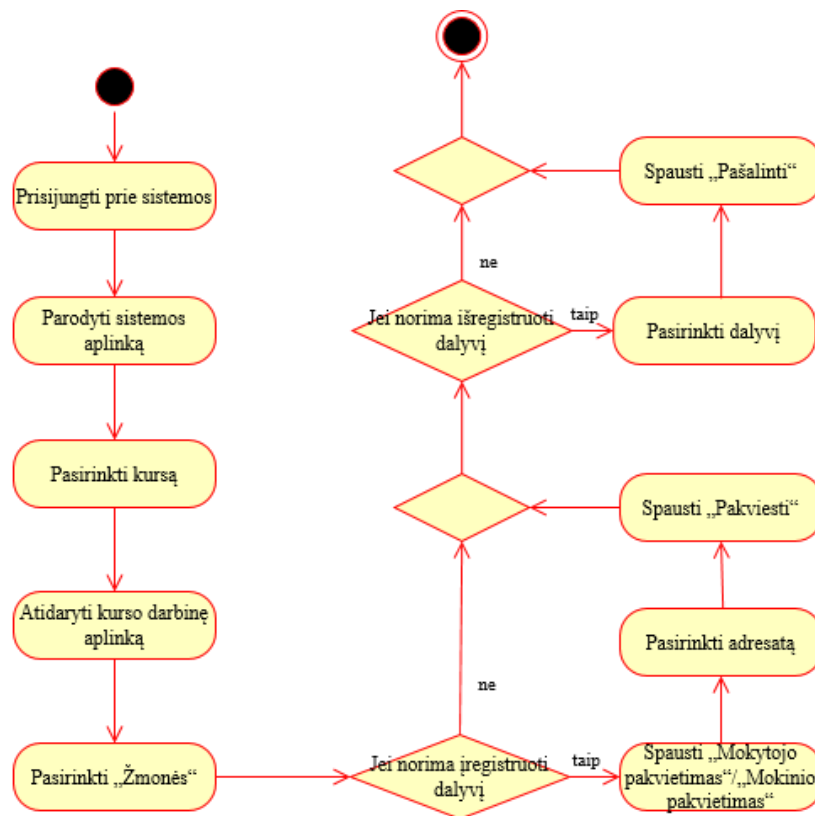 Prisijungti prie sistemos
Parodyti sistemos
aplinką
Pasirinkti kursą
Atidaryti kurso darbinę
aplinką
Pasirinkti „Žmonės“
Jei norima įregistruoti
dalyvį
taip
ne
Spausti „Mokytojo
pakvietimas“/„Mokinio
pakvietimas“
Pasirinkti adresatą
Spausti „Pakviesti“
Jei norima išregistruoti
dalyvį
taip
ne
Pasirinkti dalyvį
Spausti „Pašalinti“